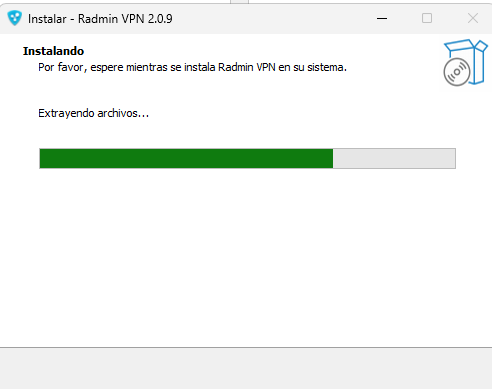 Instalar - Radmin VPN 2.0.9
Instalando
Por favor, espere mientras se instala Radmin VPN en su sistema.
Extrayendo archivos...